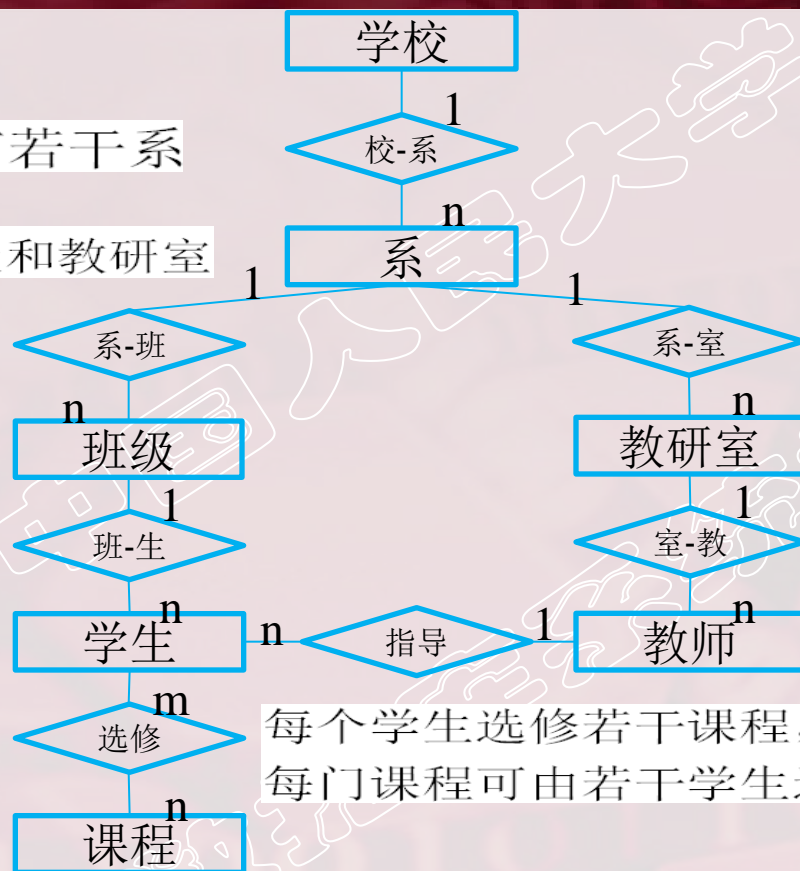 学校
1
校-系
若干系
n
系
和教研室
1
1
系-班
系-室
n
n
班级
教研室
1
1
班-生
室-教
n
n
学生
n
指导
1
教师
m
选修
每个学生选修若干课程
每门课程可由若干学生
n
课程